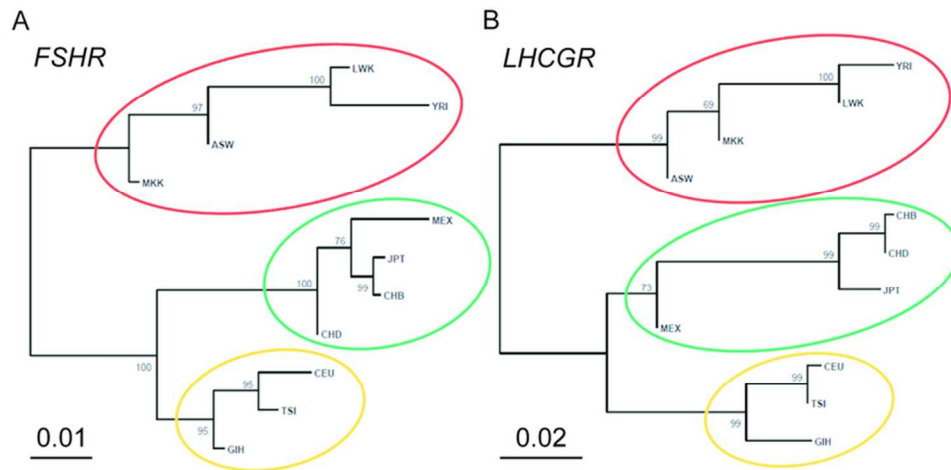 A
FSHR
100
LWK
97
YRI
ASW
MKK
MEX
76
JPT
100
99
CHB
CHD
100
CEU
95
TSI
95
GIH
0.01
B
LHCGR
YRI
100
69
LWK
99
MKK
ASW
CHB
99
99
CHD
JPT
73
MEX
CEU
99
TSI
99
GIH
0.02